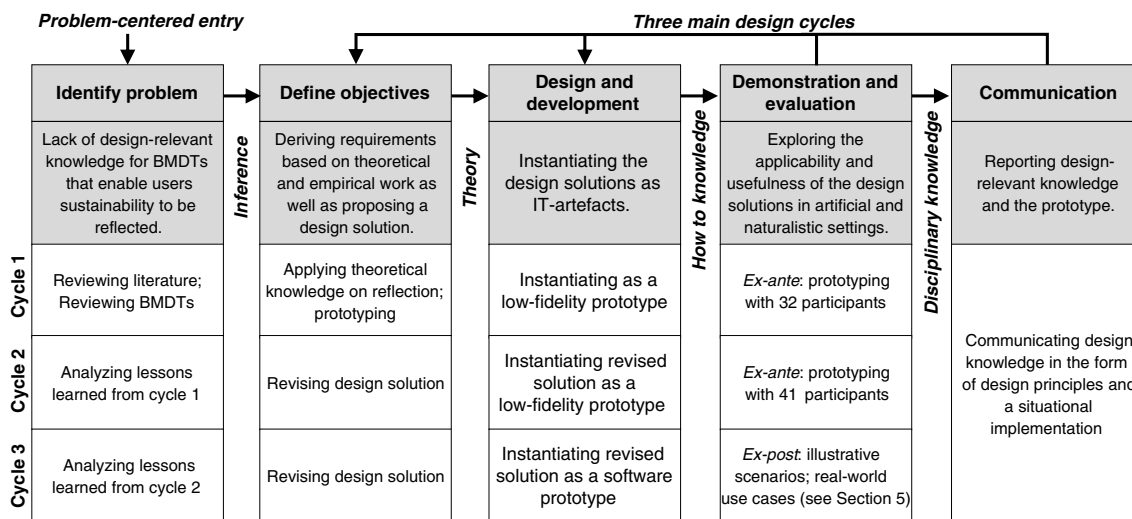 Problem-centered entry
Three main design cycles
Identify problem
Define objectives
Design and
development
Demonstration and
evaluation
Communication
Lack of design-relevant
knowledge for BMDTs
that enable users
sustainability to be
reflected.
Inference
Deriving requirements
based on theoretical
and empirical work as
well as proposing a
design solution.
Theory
Instantiating the
design solutions as
IT-artefacts.
How to knowledge
Exploring the
applicability and
usefulness of the design
solutions in artificial and
naturalistic settings.
Disciplinary knowledge
Reporting design-
relevant knowledge
and the prototype.
Cycle 1
Reviewing literature;
Reviewing BMDTs
Applying theoretical
knowledge on reflection;
prototyping
Instantiating as a
low-fidelity prototype
Ex-ante: prototyping
with 32 participants
Cycle 2
Analyzing lessons
learned from cycle 1
Revising design solution
Instantiating revised
solution as a
low-fidelity prototype
Ex-ante: prototyping
with 41 participants
Cycle 3
Analyzing lessons
learned from cycle 2
Revising design solution
Instantiating revised
solution as a software
prototype
Ex-post: illustrative
scenarios; real-world
use cases (see Section 5)
Communicating design
knowledge in the form
of design principles and
a situational
implementation